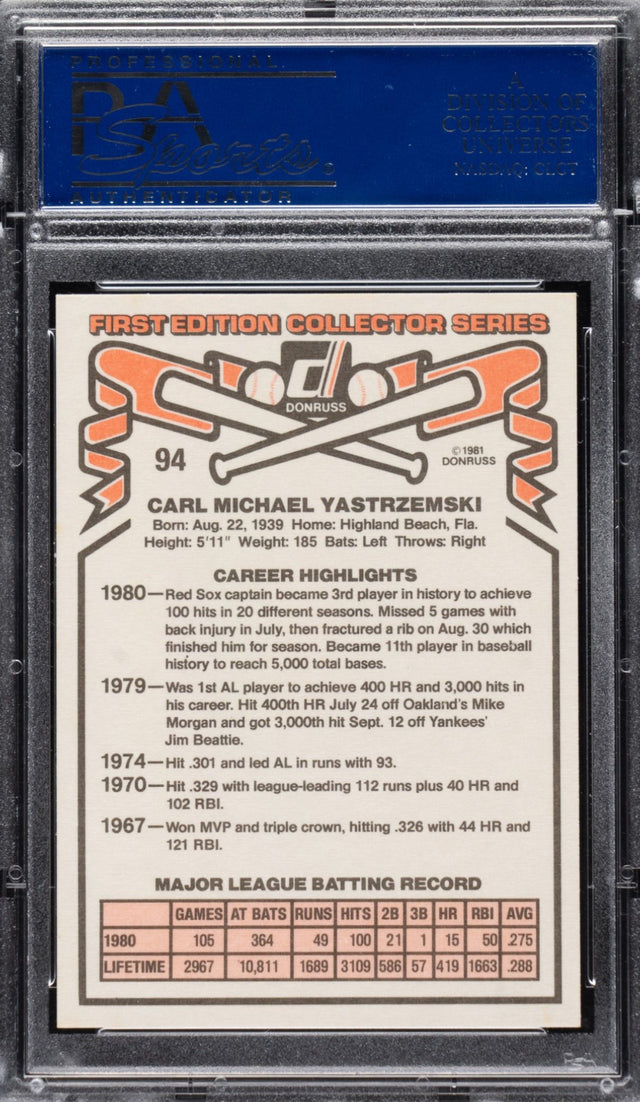 PROFESSIONAL
PSA
Sports
AUTHENTICATOR
A
DIVISION OF
COLLECTORS
UNIVERSE
NASDAQ: CLCT
FIRST EDITION COLLECTOR SERIES
d
DONRUSS
94
©1981
DONRUSS
CARL MICHAEL YASTRZEMSKI
Born: Aug. 22, 1939 Home: Highland Beach, Fla.
Height: 5'11" Weight: 185 Bats: Left Throws: Right
CAREER HIGHLIGHTS
1980—Red Sox captain became 3rd player in history to achieve
100 hits in 20 different seasons. Missed 5 games with
back injury in July, then fractured a rib on Aug. 30 which
finished him for season. Became 11th player in baseball
history to reach 5,000 total bases.
1979—Was 1st AL player to achieve 400 HR and 3,000 hits in
his career. Hit 400th HR July 24 off Oakland's Mike
Morgan and got 3,000th hit Sept. 12 off Yankees'
Jim Beattie.
1974—Hit .301 and led AL in runs with 93.
1970—Hit .329 with league-leading 112 runs plus 40 HR and
102 RBI.
1967—Won MVP and triple crown, hitting .326 with 44 HR and
121 RBI.
MAJOR LEAGUE BATTING RECORD
GAMES AT BATS RUNS HITS 2B 3B HR RBI AVG
1980 105 364 49 100 21 1 15 50 .275
LIFETIME 2967 10,811 1689 3109 586 57 419 1663 .288
PSA